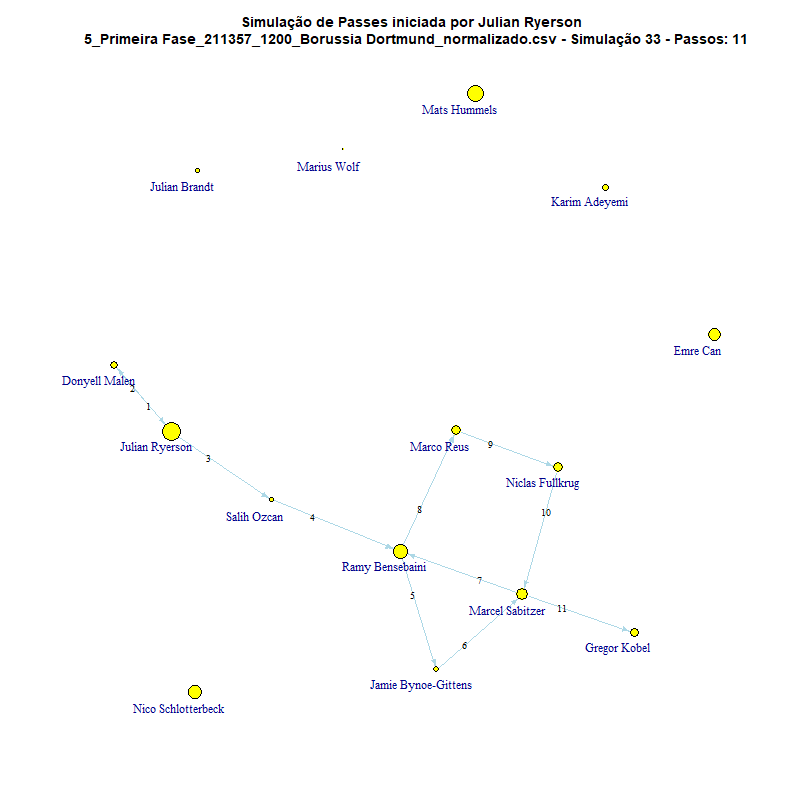 Simulação de Passes iniciada por Julian Ryerson
5_Primeira Fase_211357_1200_Borussia Dortmund_normalizado.csv - Simulação 33 - Passos: 11
Mats Hummels
Marius Wolf
Julian Brandt
Karim Adeyemi
Emre Can
Donyell Malen
2
1
Julian Ryerson
Marco Reus
9
3
Niclas Fullkrug
8
10
Salih Ozcan
4
Ramy Bensebaini
7
5
Marcel Sabitzer
11
6
Gregor Kobel
Jamie Bynoe-Gittens
Nico Schlotterbeck